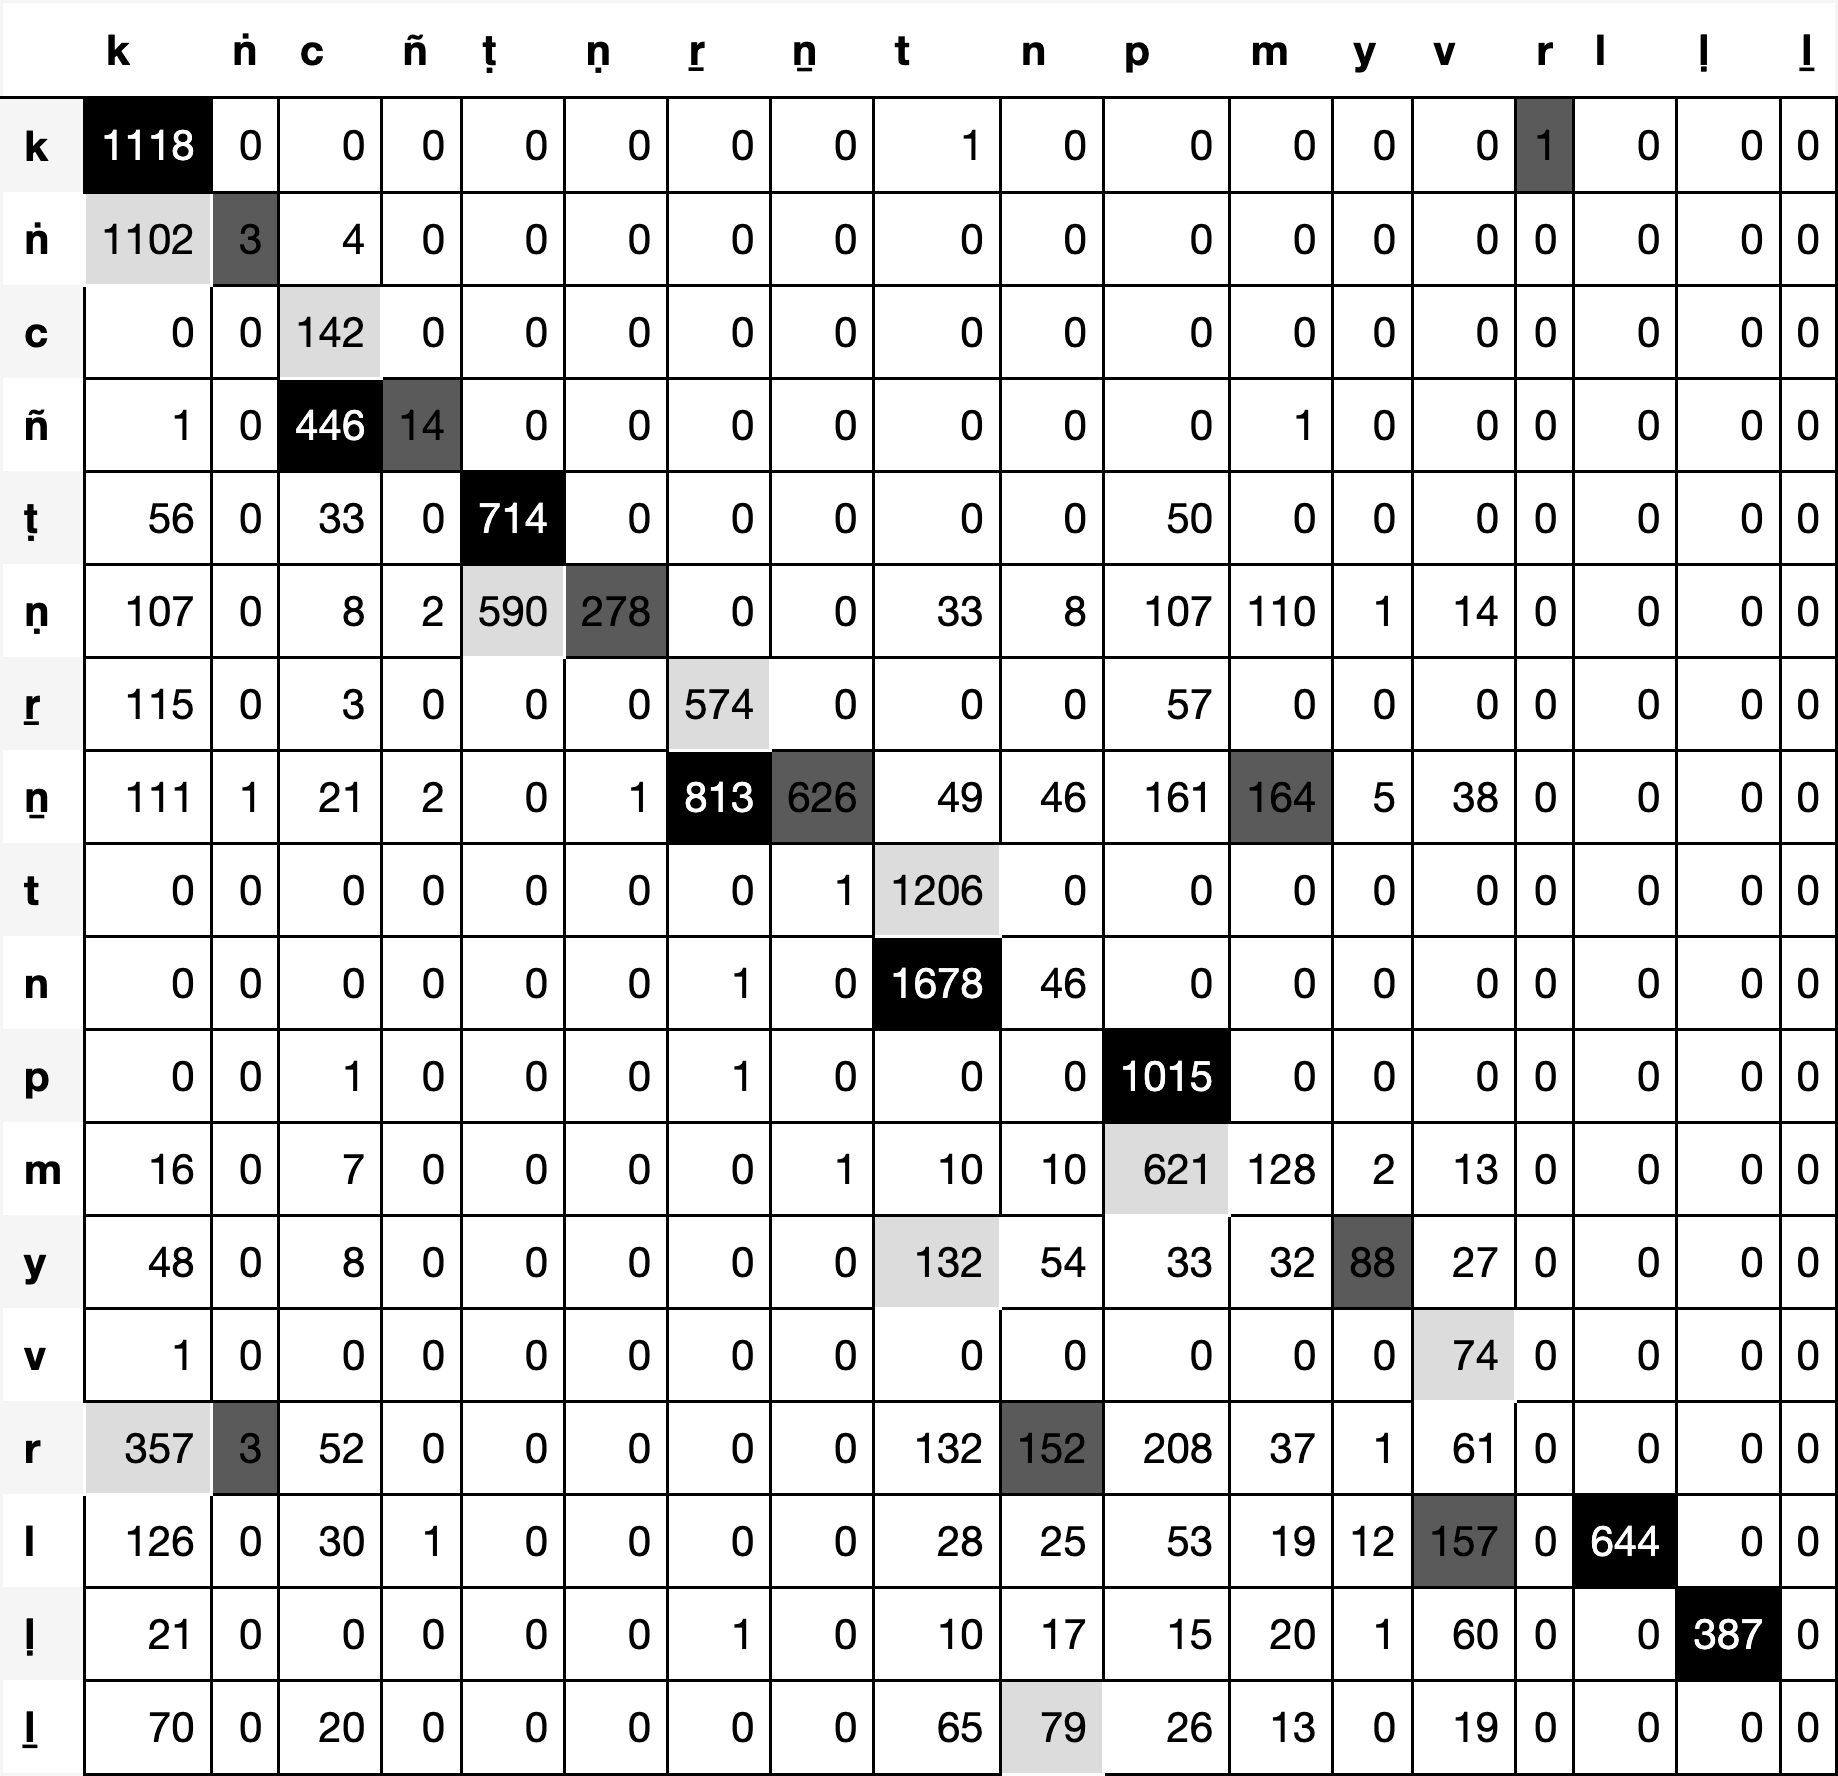 k ṅ c ñ ṭ ṇ ṟ ṉ t n p m y v r l ḷ ḻ
k 1118 0 0 0 0 0 0 0 1 0 0 0 0 0 1 0 0 0
ṅ 1102 3 4 0 0 0 0 0 0 0 0 0 0 0 0 0 0 0
c 0 0 142 0 0 0 0 0 0 0 0 0 0 0 0 0 0 0
ñ 1 0 446 14 0 0 0 0 0 0 0 1 0 0 0 0 0 0
ṭ 56 0 33 0 714 0 0 0 0 0 50 0 0 0 0 0 0 0
ṇ 107 0 8 2 590 278 0 0 33 8 107 110 1 14 0 0 0 0
ṟ 115 0 3 0 0 0 574 0 0 0 57 0 0 0 0 0 0 0
ṉ 111 1 21 2 0 1 813 626 49 46 161 164 5 38 0 0 0 0
t 0 0 0 0 0 0 0 1 1206 0 0 0 0 0 0 0 0 0
n 0 0 0 0 0 0 1 0 1678 46 0 0 0 0 0 0 0 0
p 0 0 1 0 0 0 1 0 0 0 1015 0 0 0 0 0 0 0
m 16 0 7 0 0 0 0 1 10 10 621 128 2 13 0 0 0 0
y 48 0 8 0 0 0 0 0 132 54 33 32 88 27 0 0 0 0
v 1 0 0 0 0 0 0 0 0 0 0 0 0 74 0 0 0 0
r 357 3 52 0 0 0 0 0 132 152 208 37 1 61 0 0 0 0
l 126 0 30 1 0 0 0 0 28 25 53 19 12 157 0 644 0 0
ḷ 21 0 0 0 0 0 1 0 10 17 15 20 1 60 0 0 387 0
ḻ 70 0 20 0 0 0 0 0 65 79 26 13 0 19 0 0 0 0